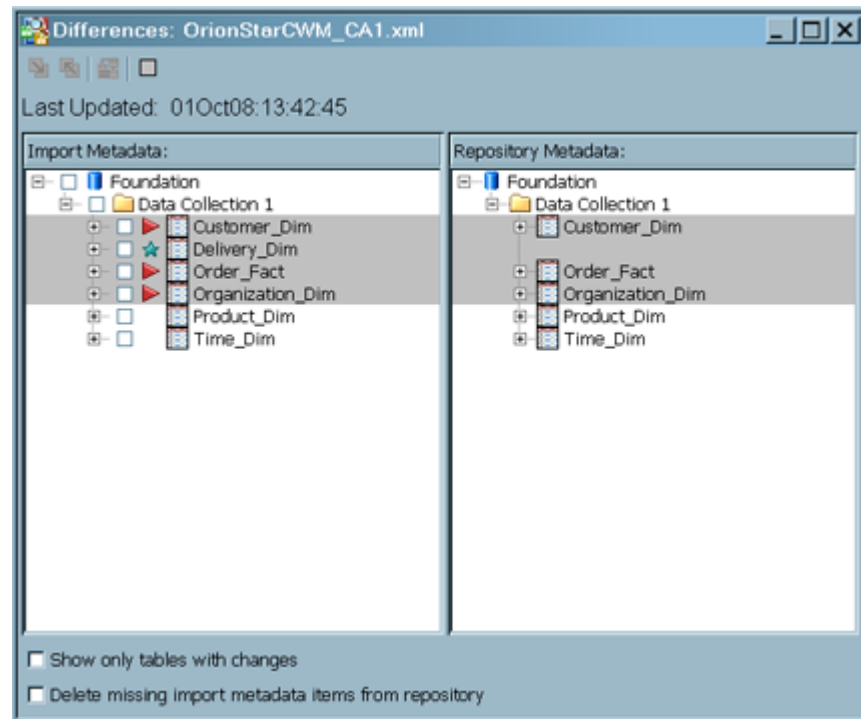 Differences: OrionStarCWM_CA1.xml
Last Updated: 01Oct08:13:42:45
Import Metadata:
Foundation
Data Collection 1
Customer_Dim
Delivery_Dim
Order_Fact
Organization_Dim
Product_Dim
Time_Dim
Repository Metadata:
Foundation
Data Collection 1
Customer_Dim
Order_Fact
Organization_Dim
Product_Dim
Time_Dim
Show only tables with changes
Delete missing import metadata items from repository